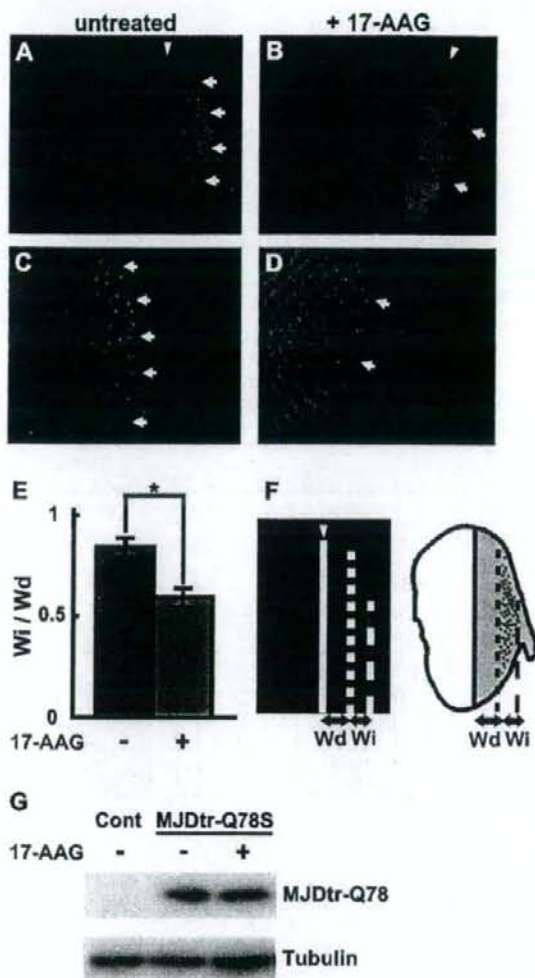 untreated + 17-AAG
A B
C D
E F
1
0.5
0
Wi / Wd
*
17-AAG - +
Wd Wi Wd Wi
G
Cont MJDtr-Q78S
17-AAG - - +
MJDtr-Q78
Tubulin